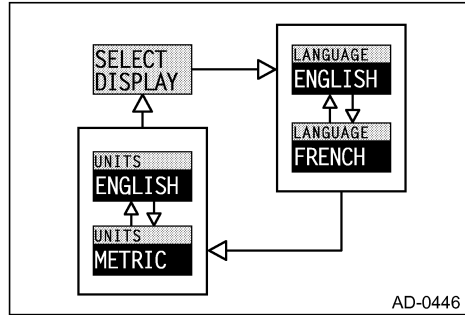 SELECT
DISPLAY
LANGUAGE
ENGLISH
LANGUAGE
FRENCH
UNITS
ENGLISH
UNITS
METRIC
AD-0446